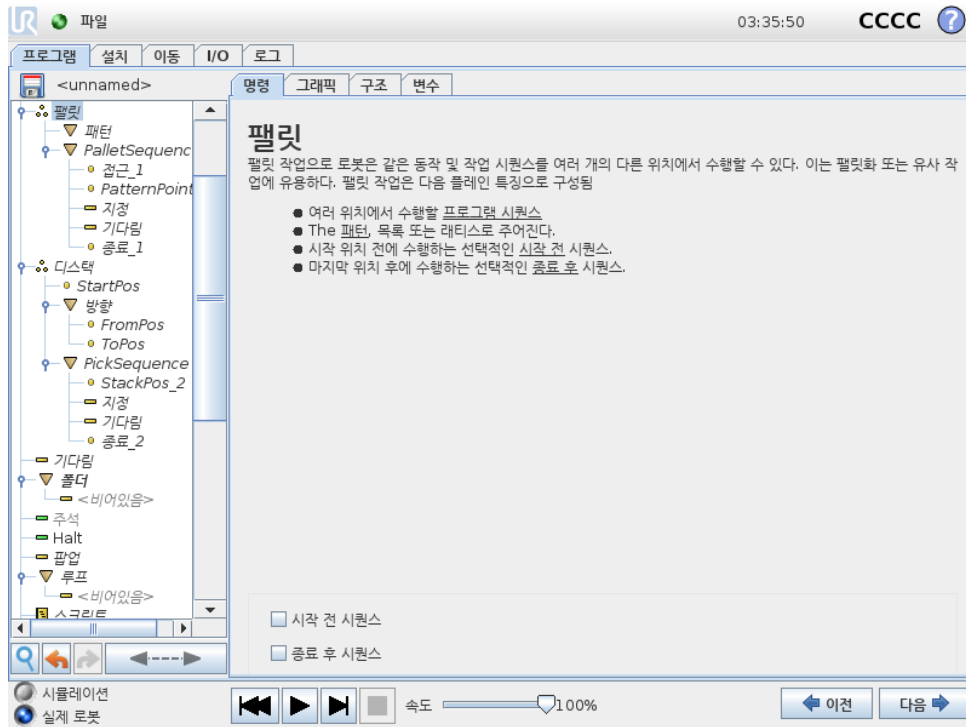 UR 파일 03:35:50 CCCC ?
프로그램 설치 이동 I/O 로그
<unnamed> 명령 그래픽 구조 변수
팰릿
패턴
PalletSequenc
접근_1
PatternPoint
지정
기다림
종료_1
디스택
StartPos
방향
FromPos
ToPos
PickSequence
StackPos_2
지정
기다림
종료_2
기다림
폴더
<비어있음>
주석
Halt
팝업
루프
<비어있음>
스크립트
팰릿
팰릿 작업으로 로봇은 같은 동작 및 작업 시퀀스를 여러 개의 다른 위치에서 수행할 수 있다. 이는 팰릿화 또는 유사 작
업에 유용하다. 팰릿 작업은 다음 플레인 특징으로 구성됨
● 여러 위치에서 수행할 프로그램 시퀀스
● The 패턴, 목록 또는 래티스로 주어진다.
● 시작 위치 전에 수행하는 선택적인 시작 전 시퀀스.
● 마지막 위치 후에 수행하는 선택적인 종료 후 시퀀스.
시작 전 시퀀스
종료 후 시퀀스
시뮬레이션
실제 로봇
속도 100% 이전 다음